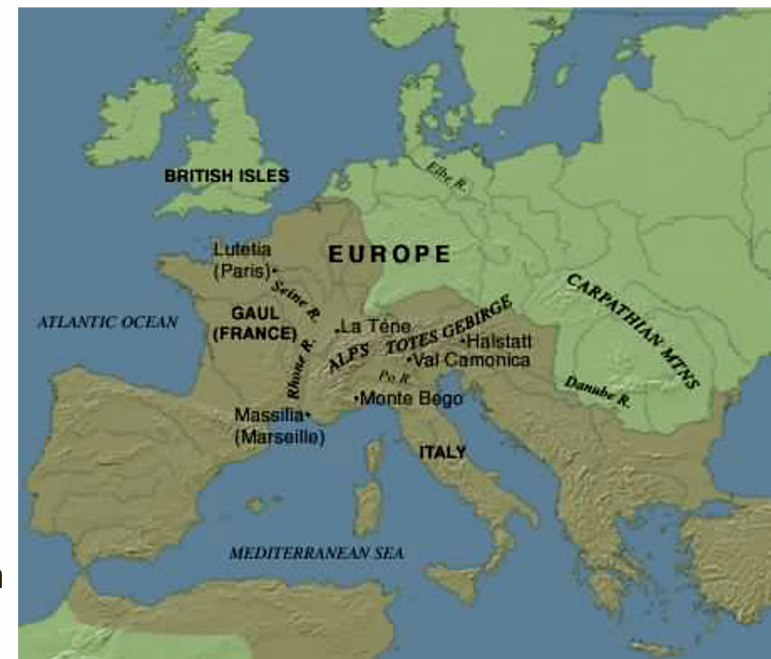 BRITISH ISLES
Elbe R.
Lutetia
(Paris)
EUROPE
Seine R.
CARPATHIAN MTNS
ATLANTIC OCEAN
GAUL
(FRANCE)
La Téne
ALPS TOTES GEBIRGE
Halstatt
Val Camonica
Rhone R.
Po R.
Danube R.
Monte Bego
Massilia
(Marseille)
ITALY
MEDITERRANEAN SEA